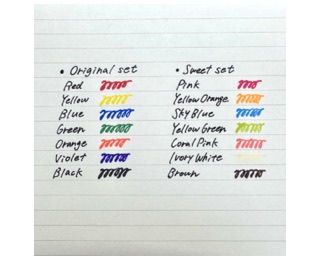 • Original set
Red
Yellow
Blue
Green
Orange
Violet
Black
• Sweet set
Pink
Yellow Orange
Sky Blue
Yellow Green
Coral Pink
Ivory White
Brown